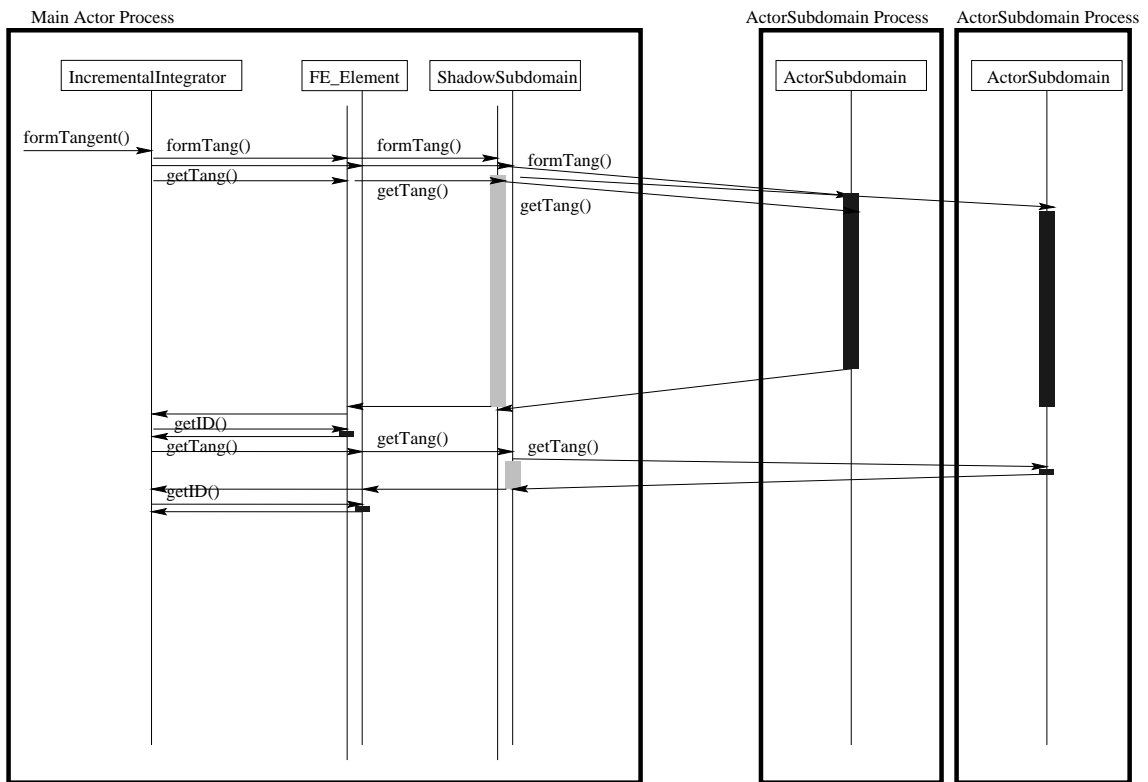 Main Actor Process
ActorSubdomain Process
ActorSubdomain Process
IncrementalIntegrator
FE_Element
ShadowSubdomain
ActorSubdomain
ActorSubdomain
formTangent()
formTang()
formTang()
formTang()
getTang()
getTang()
getTang()
getID()
getTang()
getTang()
getTang()
getID()